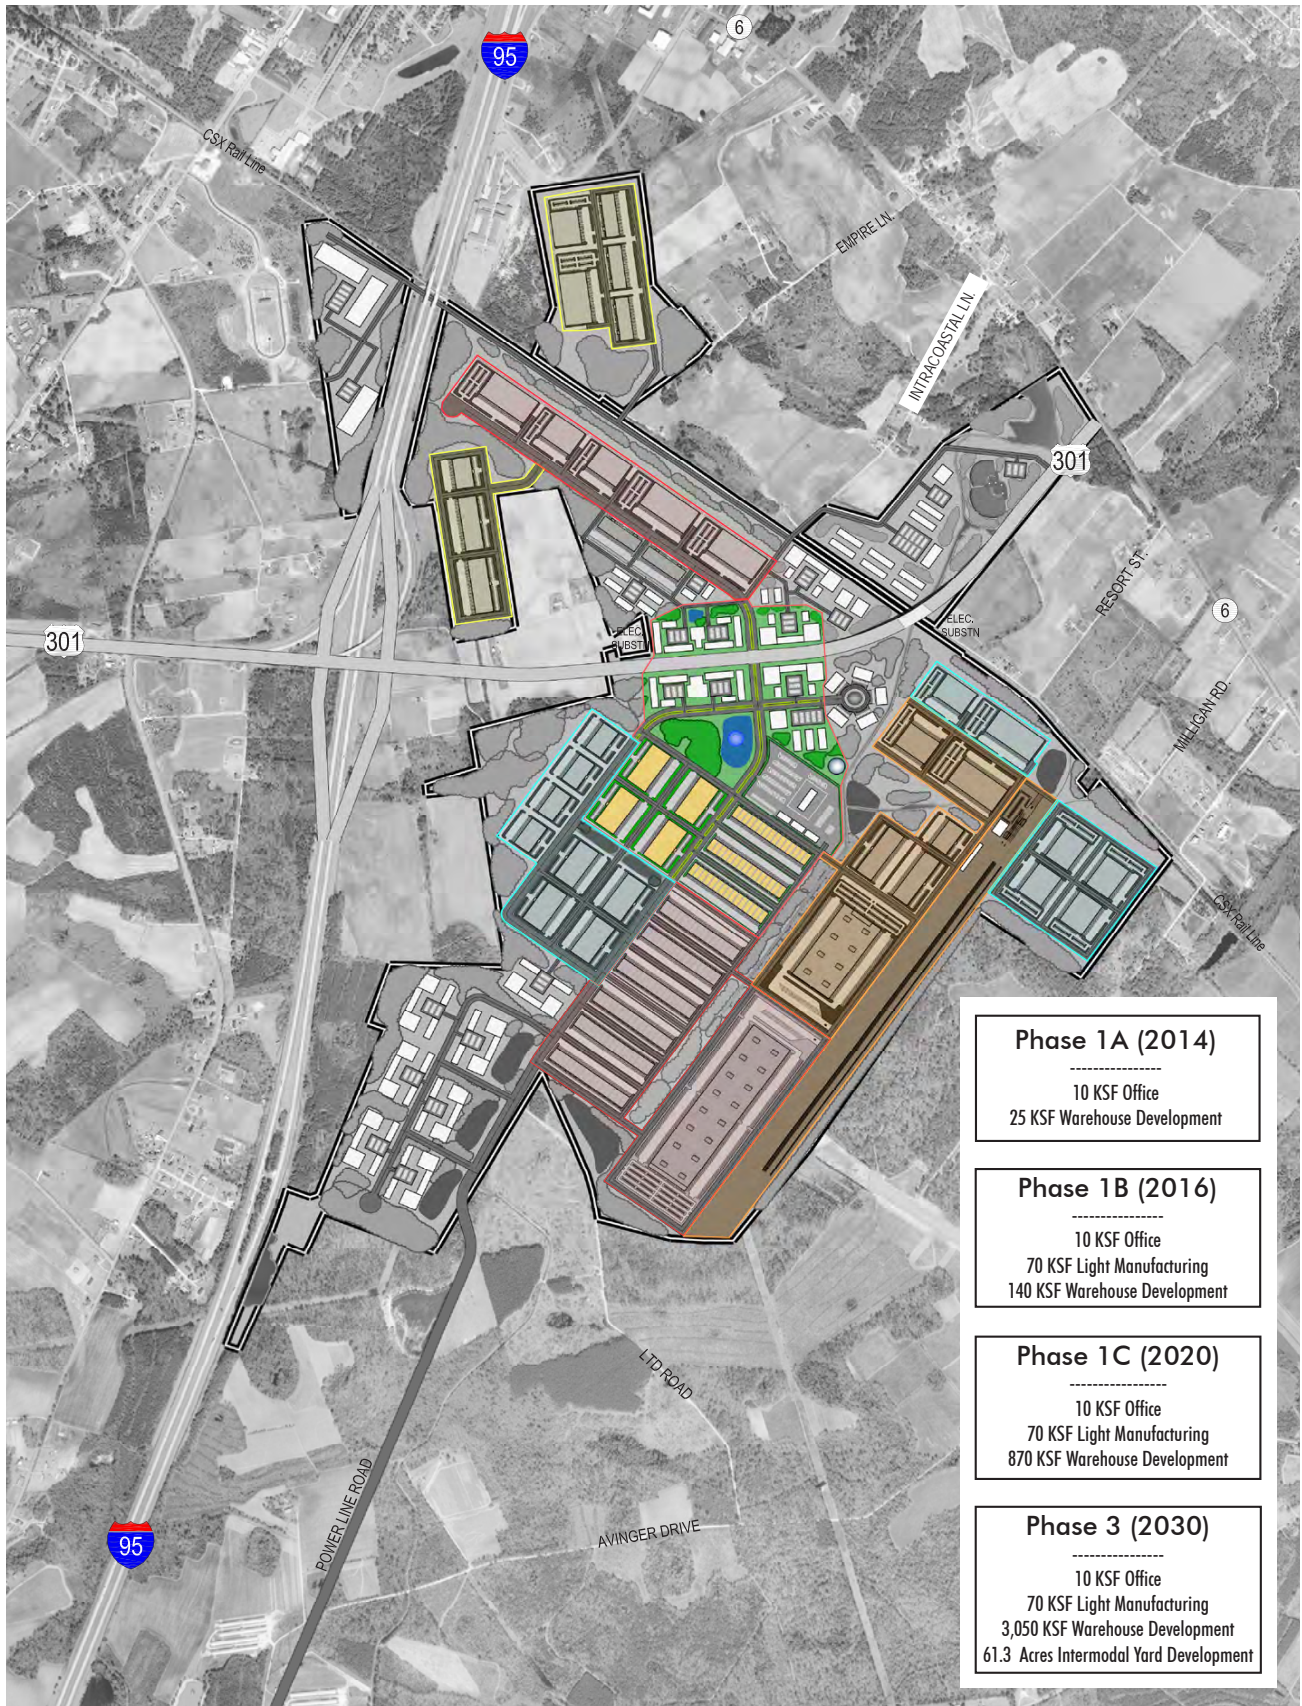 6
95
CSX Rail Line
EMPIRE LN.
INTRACOASTAL LN.
301
RESORT ST.
6
ELEC.
SUBSTN
ELEC.
SUBSTN
301
MILLIGAN RD.
CSX Rail Line
Phase 1A (2014)
----------------
10 KSF Office
25 KSF Warehouse Development
Phase 1B (2016)
----------------
10 KSF Office
70 KSF Light Manufacturing
140 KSF Warehouse Development
Phase 1C (2020)
-----------------
10 KSF Office
70 KSF Light Manufacturing
870 KSF Warehouse Development
Phase 3 (2030)
----------------
10 KSF Office
70 KSF Light Manufacturing
3,050 KSF Warehouse Development
61.3 Acres Intermodal Yard Development
LTD ROAD
POWER LINE ROAD
AVINGER DRIVE
95